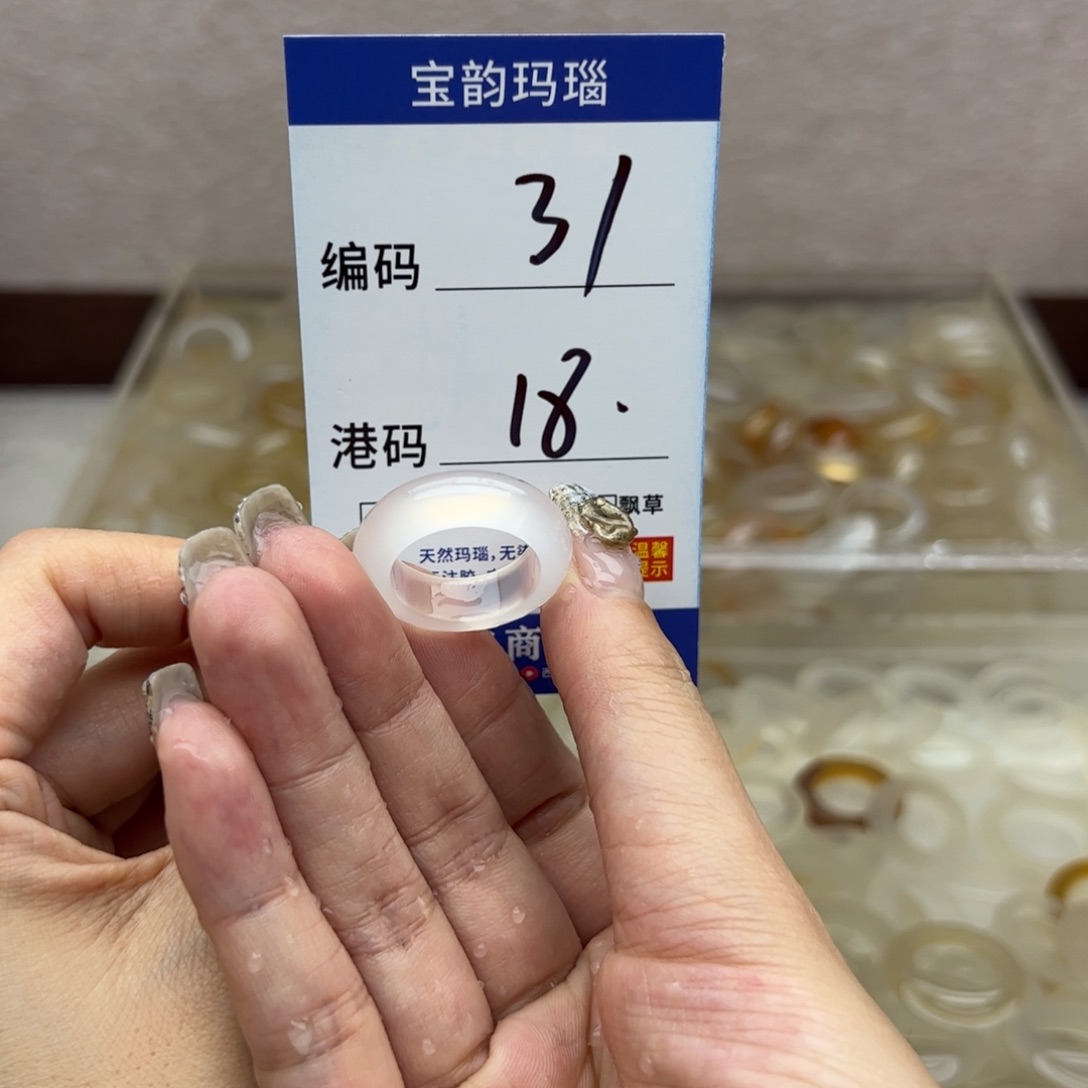 宝韵玛瑙
编码 31
港码 18.
飘草
天然玛瑙，无
温馨
提示
商